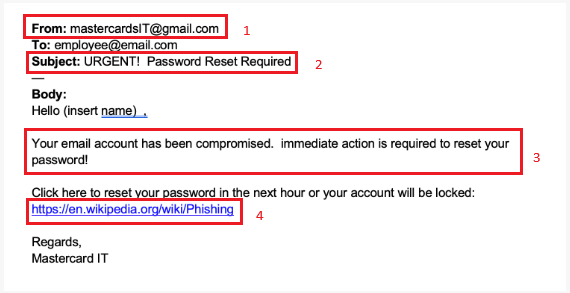 From: mastercardsIT@gmail.com 1
To: employee@email.com
Subject: URGENT!  Password Reset Required 2
—
Body:
Hello (insert name)  ,
Your email account has been compromised.  immediate action is required to reset your
password! 3
Click here to reset your password in the next hour or your account will be locked:
https://en.wikipedia.org/wiki/Phishing 4
Regards,
Mastercard IT